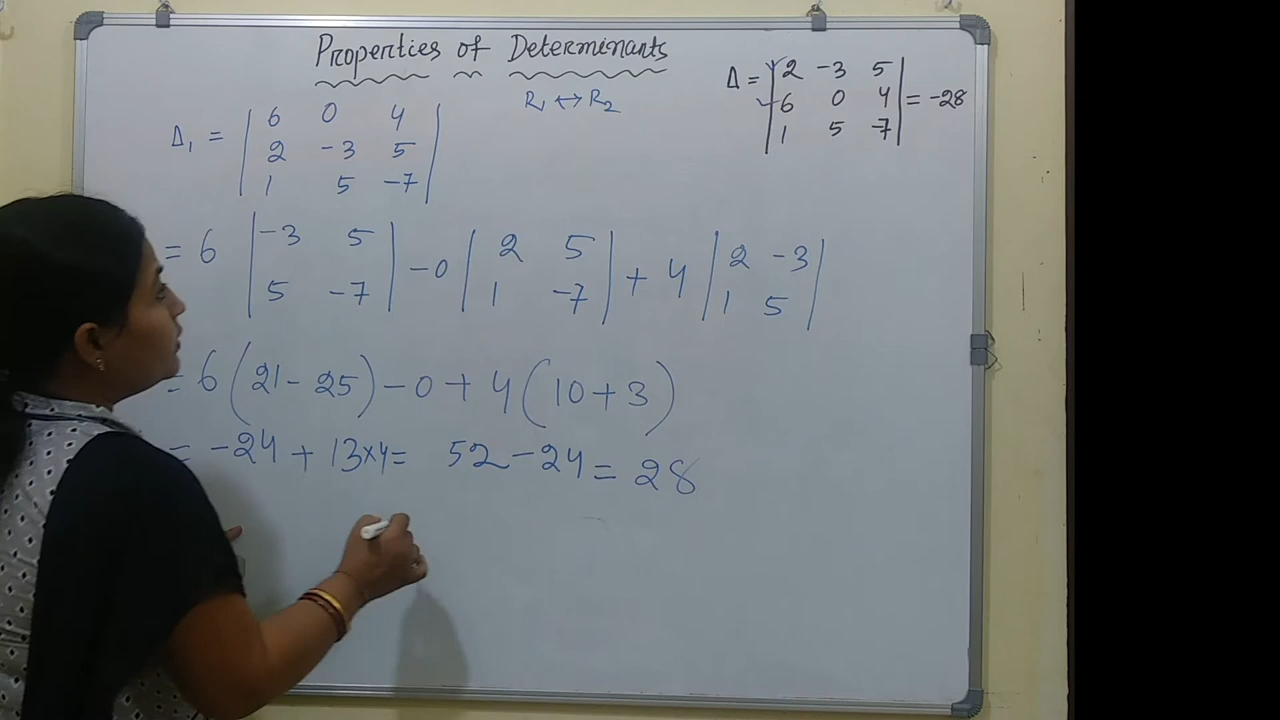 Properties of Determinants
R₁ ↔ R₂
Δ = | 2 -3 5 |
| 6 0 4 | = -28
| 1 5 -7 |
Δ₁ = | 6 0 4 |
| 2 -3 5 |
| 1 5 -7 |
= 6 | -3 5 | - 0 | 2 5 | + 4 | 2 -3 |
| 5 -7 | | 1 -7 | | 1 5 |
= 6 (21 - 25) - 0 + 4 (10 + 3)
= -24 + 13×4 = 52 - 24 = 28